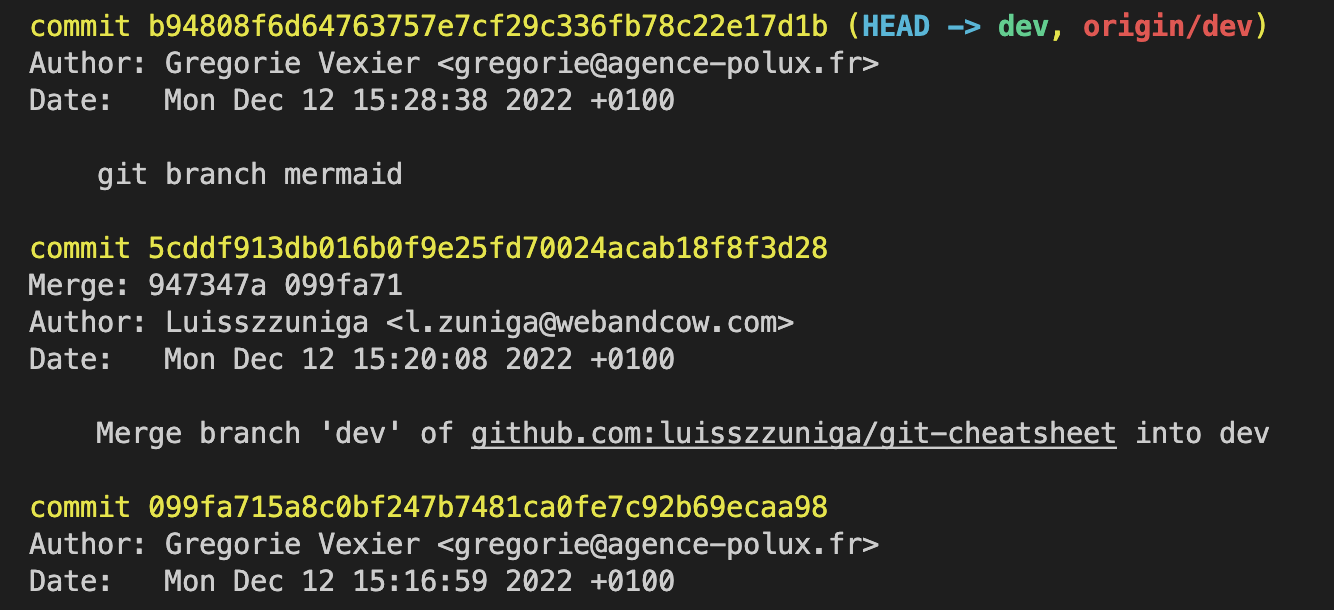 commit b94808f6d64763757e7cf29c336fb78c22e17d1b (HEAD -> dev, origin/dev)
Author: Gregorie Vexier <gregorie@agence-polux.fr>
Date:   Mon Dec 12 15:28:38 2022 +0100
    git branch mermaid
commit 5cddf913db016b0f9e25fd70024acab18f8f3d28
Merge: 947347a 099fa71
Author: Luisszzuniga <l.zuniga@webandcow.com>
Date:   Mon Dec 12 15:20:08 2022 +0100
    Merge branch 'dev' of github.com:luisszzuniga/git-cheatsheet into dev
commit 099fa715a8c0bf247b7481ca0fe7c92b69ecaa98
Author: Gregorie Vexier <gregorie@agence-polux.fr>
Date:   Mon Dec 12 15:16:59 2022 +0100